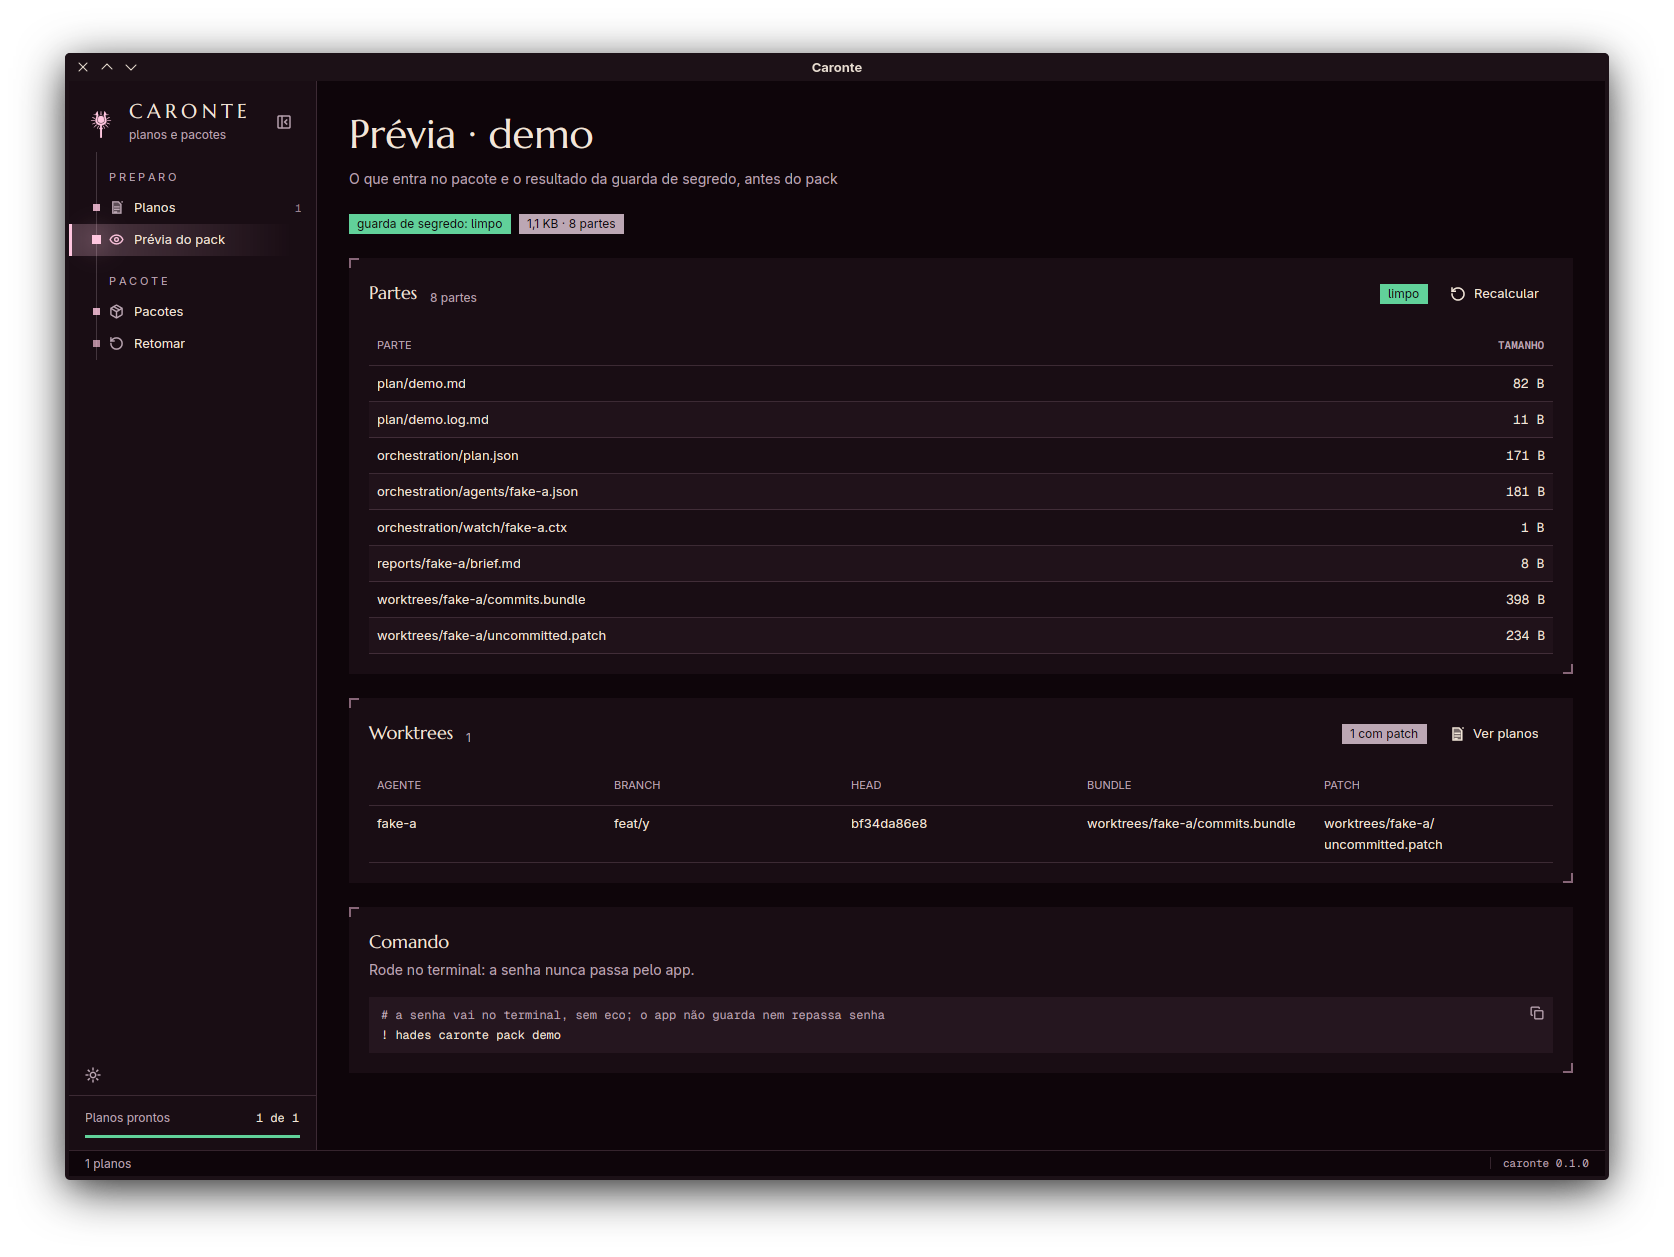 Caronte
CARONTE
planos e pacotes
PREPARO
Planos 1
Prévia do pack
PACOTE
Pacotes
Retomar
Planos prontos 1 de 1
Prévia · demo
O que entra no pacote e o resultado da guarda de segredo, antes do pack
guarda de segredo: limpo 1,1 KB · 8 partes
Partes 8 partes limpo Recalcular
PARTE TAMANHO
plan/demo.md 82 B
plan/demo.log.md 11 B
orchestration/plan.json 171 B
orchestration/agents/fake-a.json 181 B
orchestration/watch/fake-a.ctx 1 B
reports/fake-a/brief.md 8 B
worktrees/fake-a/commits.bundle 398 B
worktrees/fake-a/uncommitted.patch 234 B
Worktrees 1 1 com patch Ver planos
AGENTE BRANCH HEAD BUNDLE PATCH
fake-a feat/y bf34da86e8 worktrees/fake-a/commits.bundle worktrees/fake-a/
uncommitted.patch
Comando
Rode no terminal: a senha nunca passa pelo app.
# a senha vai no terminal, sem eco; o app não guarda nem repassa senha
! hades caronte pack demo
1 planos caronte 0.1.0